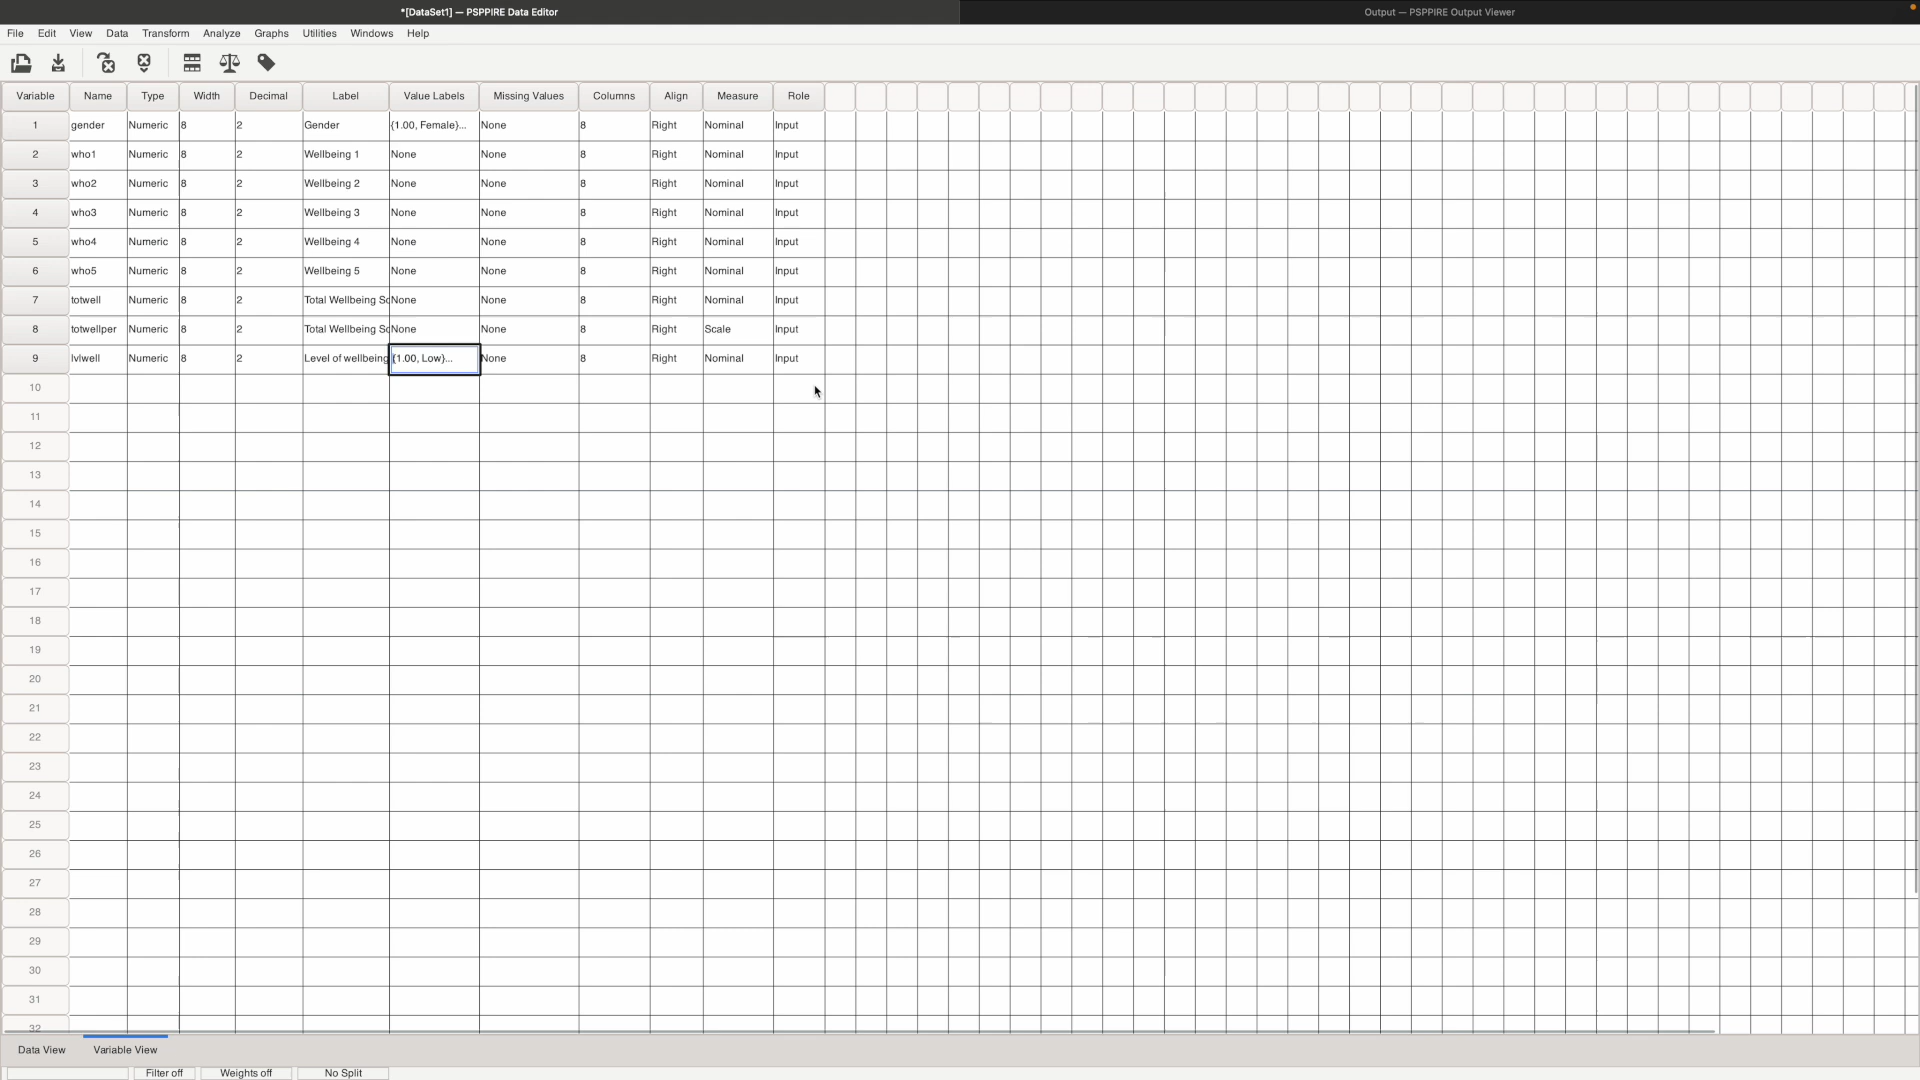 *[DataSet1] — PSPPIRE Data Editor
Output — PSPPIRE Output Viewer
File Edit View Data Transform Analyze Graphs Utilities Windows Help
Variable Name Type Width Decimal Label Value Labels Missing Values Columns Align Measure Role
1 gender Numeric 8 2 Gender {1.00, Female}... None 8 Right Nominal Input
2 who1 Numeric 8 2 Wellbeing 1 None None 8 Right Nominal Input
3 who2 Numeric 8 2 Wellbeing 2 None None 8 Right Nominal Input
4 who3 Numeric 8 2 Wellbeing 3 None None 8 Right Nominal Input
5 who4 Numeric 8 2 Wellbeing 4 None None 8 Right Nominal Input
6 who5 Numeric 8 2 Wellbeing 5 None None 8 Right Nominal Input
7 totwell Numeric 8 2 Total Wellbeing Sc None None 8 Right Nominal Input
8 totwellper Numeric 8 2 Total Wellbeing Sc None None 8 Right Scale Input
9 lvlwell Numeric 8 2 Level of wellbeing {1.00, Low}... None 8 Right Nominal Input
10
11
12
13
14
15
16
17
18
19
20
21
22
23
24
25
26
27
28
29
30
31
32
Data View Variable View
Filter off Weights off No Split